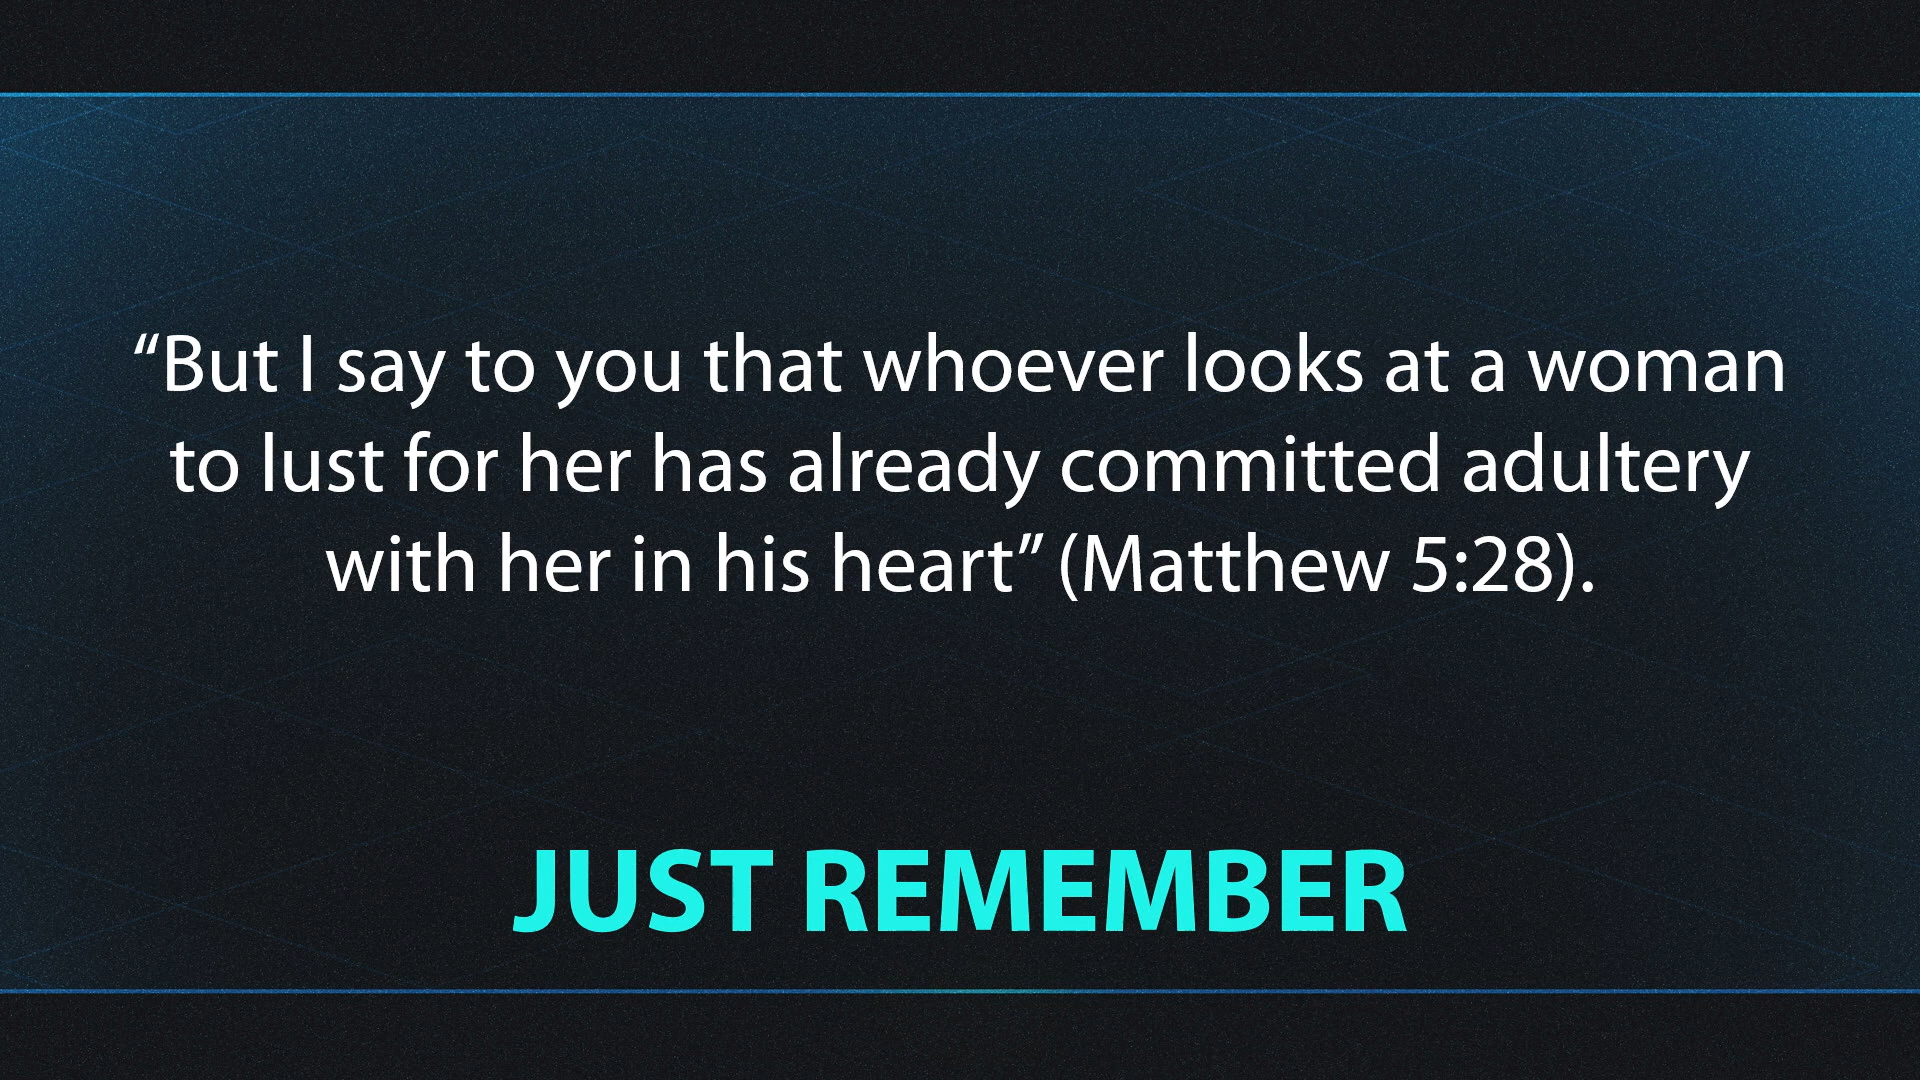 “But I say to you that whoever looks at a woman
to lust for her has already committed adultery
with her in his heart” (Matthew 5:28).
JUST REMEMBER